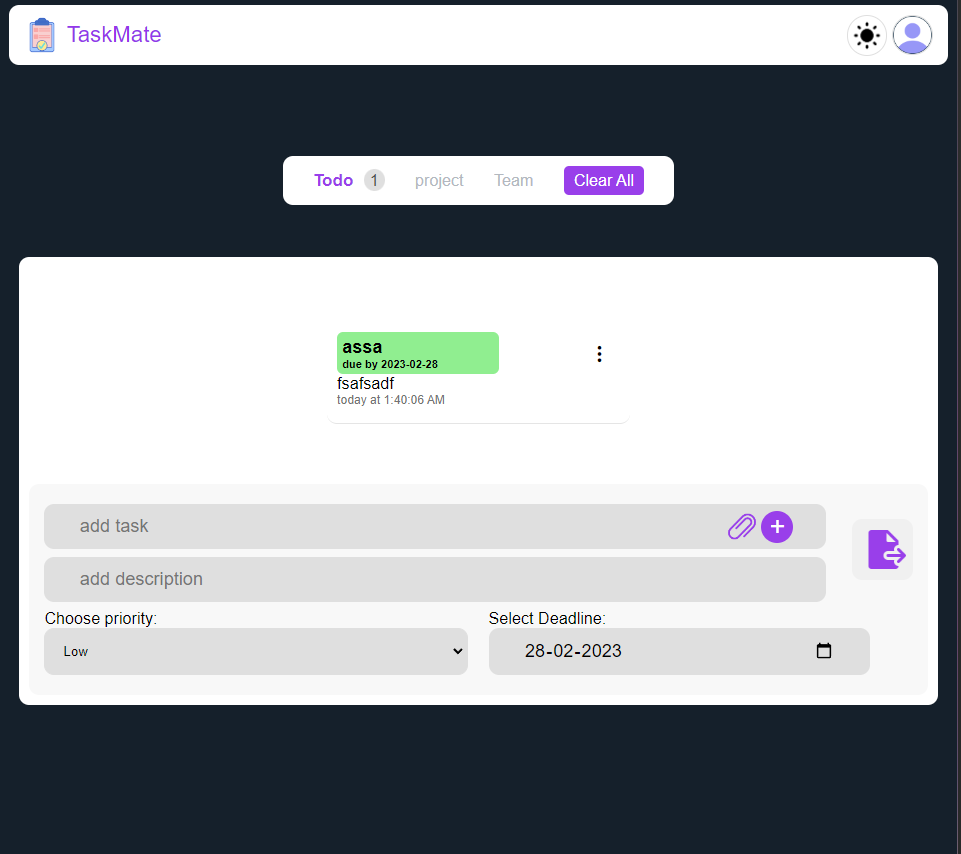 TaskMate
Todo 1 project Team Clear All
assa
due by 2023-02-28
fsafsadf
today at 1:40:06 AM
add task
add description
Choose priority: Select Deadline:
Low 28-02-2023